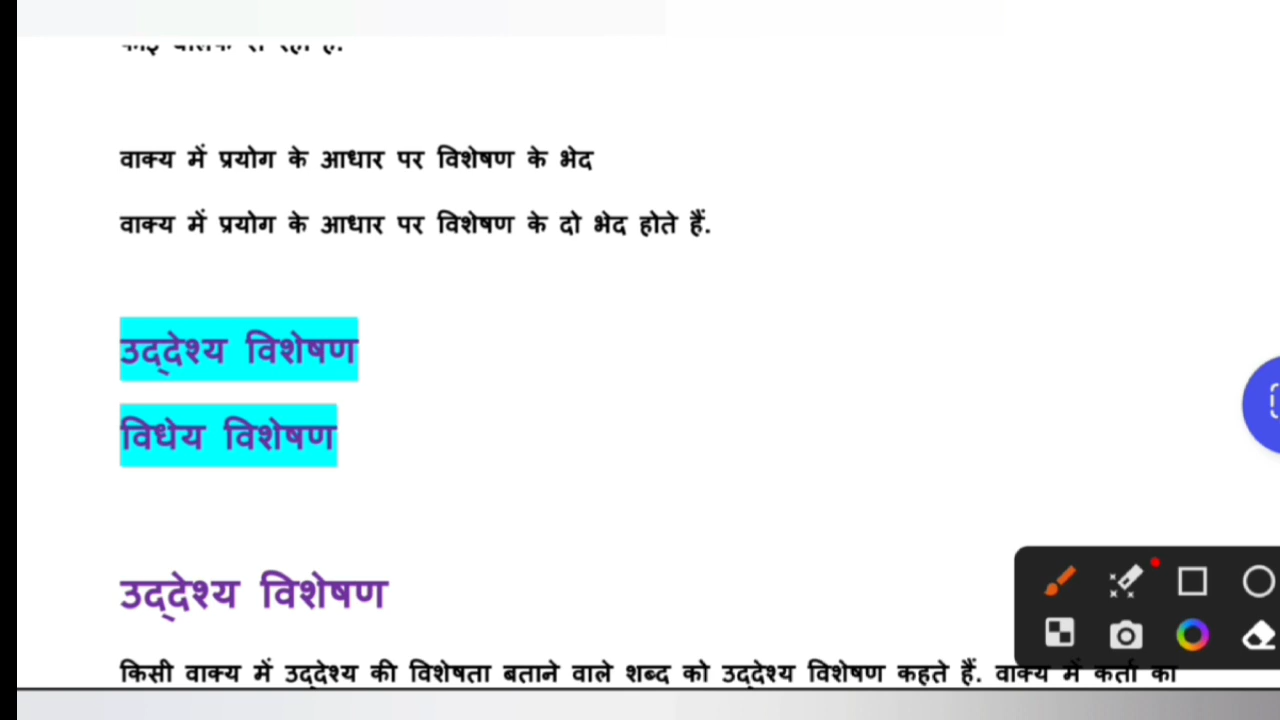 वाक्य में प्रयोग के आधार पर विशेषण के भेद
वाक्य में प्रयोग के आधार पर विशेषण के दो भेद होते हैं.
उद्देश्य विशेषण
विधेय विशेषण
उद्देश्य विशेषण
किसी वाक्य में उद्देश्य की विशेषता बताने वाले शब्द को उद्देश्य विशेषण कहते हैं. वाक्य में कर्ता का